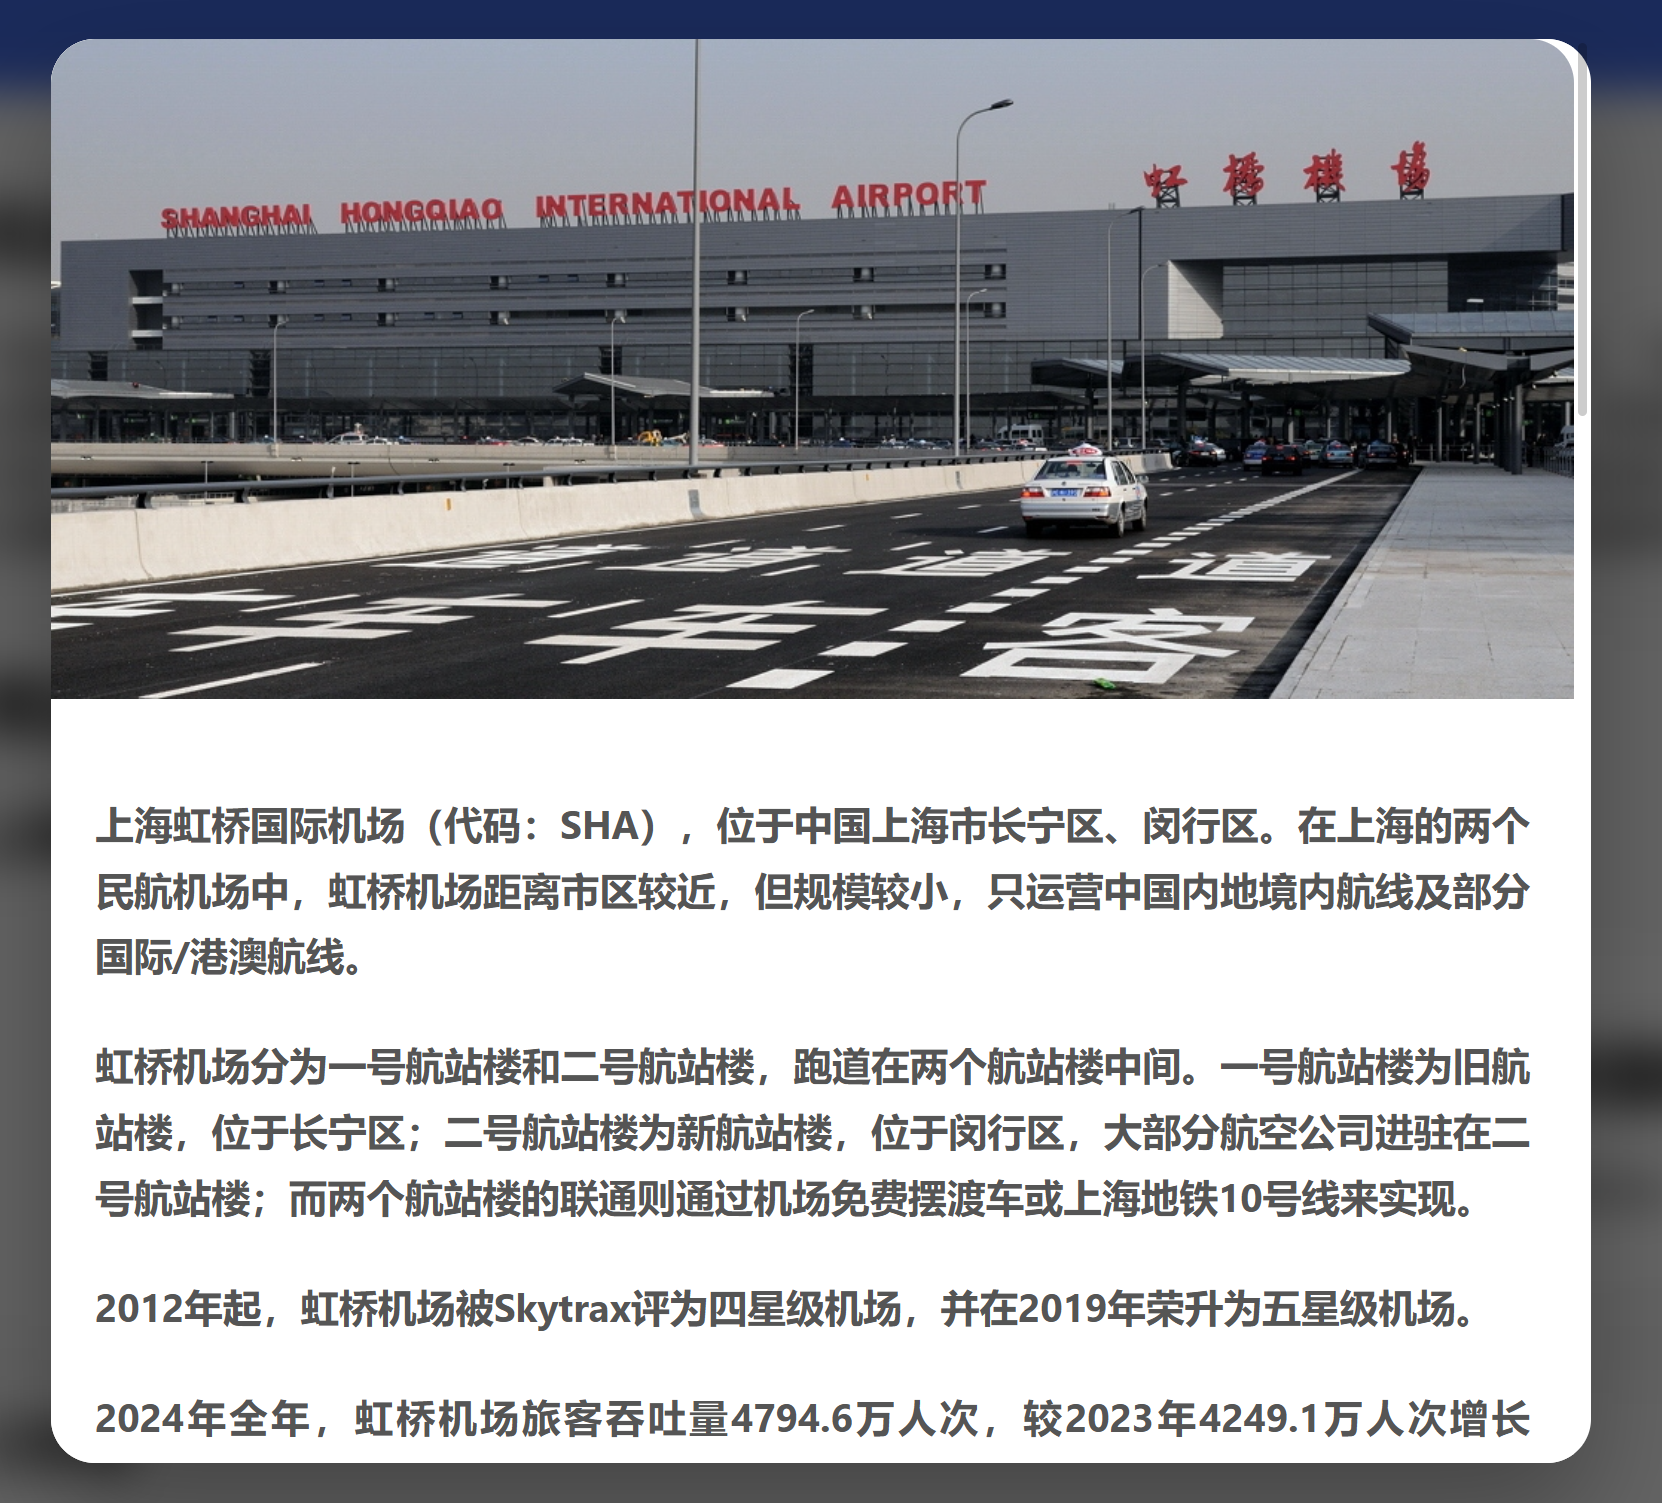 SHANGHAI HONGQIAO INTERNATIONAL AIRPORT 虹橋機場
道 道 道 道
车 车 客
上海虹桥国际机场（代码：SHA），位于中国上海市长宁区、闵行区。在上海的两个
民航机场中，虹桥机场距离市区较近，但规模较小，只运营中国内地境内航线及部分
国际/港澳航线。
虹桥机场分为一号航站楼和二号航站楼，跑道在两个航站楼中间。一号航站楼为旧航
站楼，位于长宁区；二号航站楼为新航站楼，位于闵行区，大部分航空公司进驻在二
号航站楼；而两个航站楼的联通则通过机场免费摆渡车或上海地铁10号线来实现。
2012年起，虹桥机场被Skytrax评为四星级机场，并在2019年荣升为五星级机场。
2024年全年，虹桥机场旅客吞吐量4794.6万人次，较2023年4249.1万人次增长